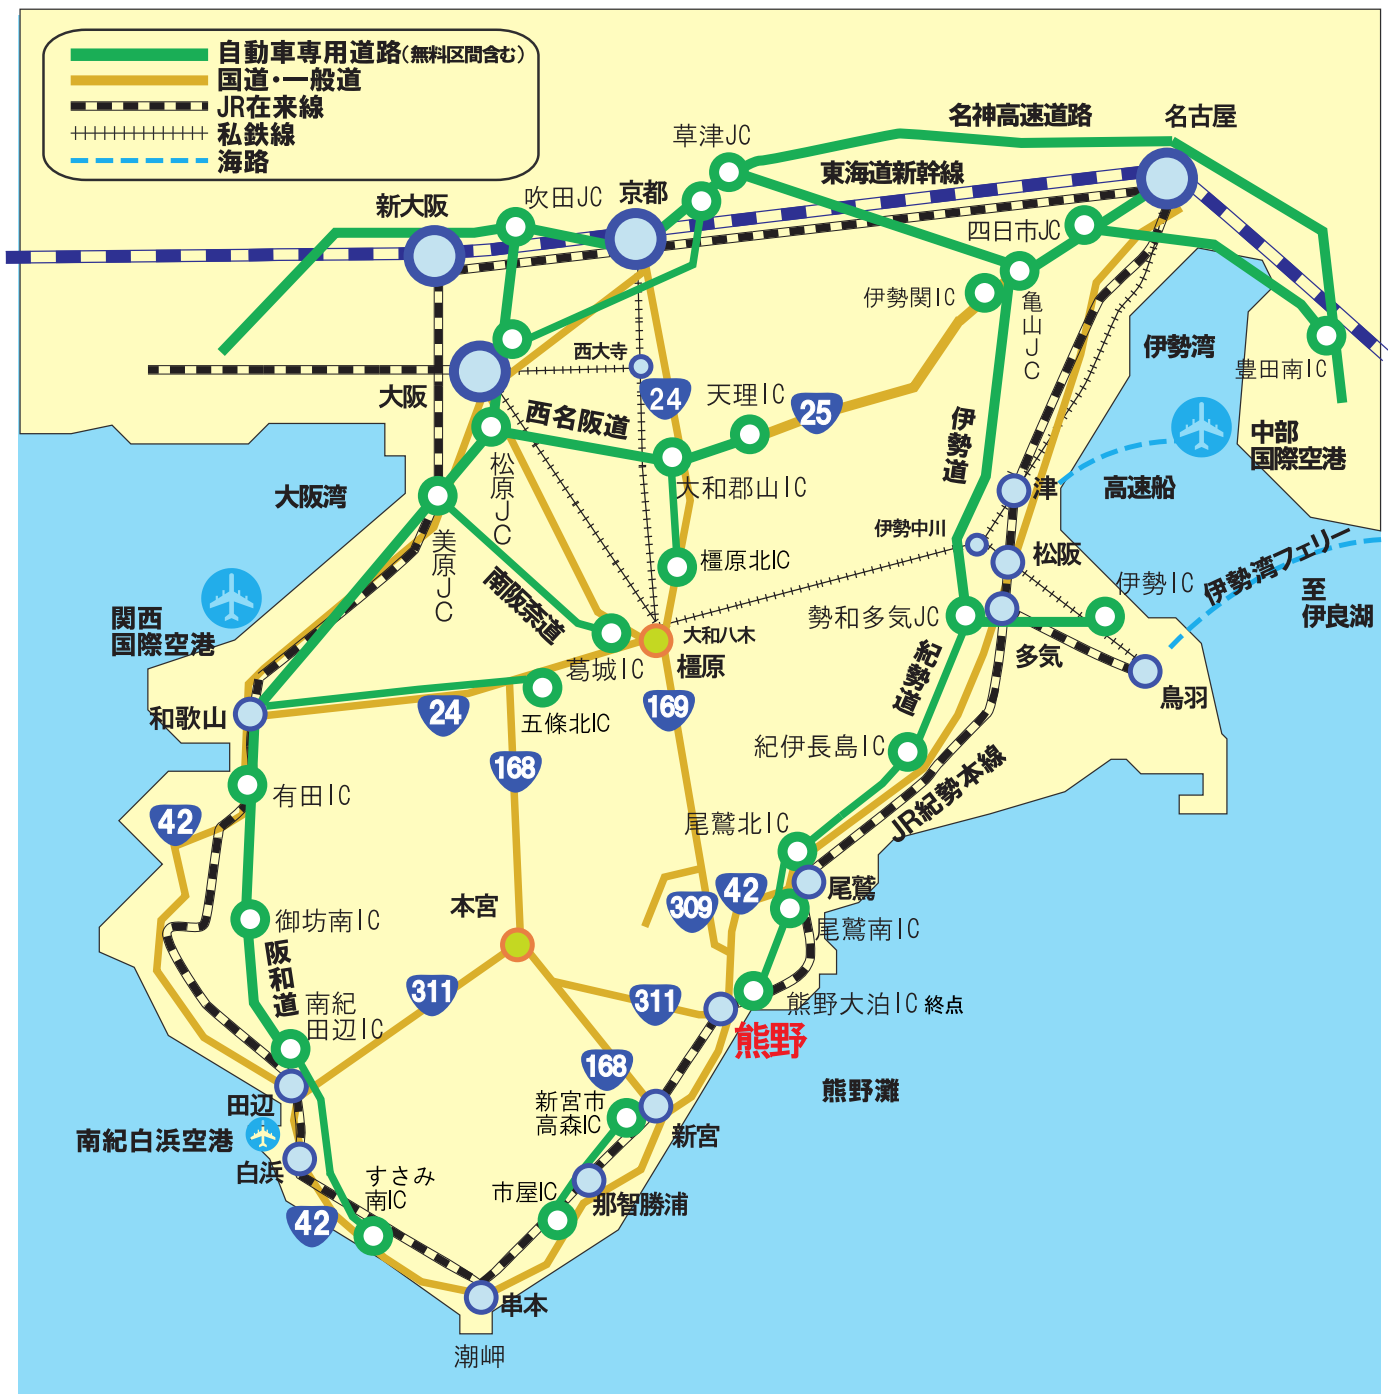 自動車専用道路(無料区間含む)
国道・一般道
JR在来線
私鉄線
海路
名神高速道路
名古屋
草津JC
東海道新幹線
京都
吹田JC
新大阪
四日市JC
伊勢関IC
亀山JC
伊勢湾
豊田南IC
西大寺
大阪
24
天理IC
25
西名阪道
伊勢道
中部
国際空港
大阪湾
松原JC
大和郡山IC
津
高速船
美原JC
伊勢中川
松阪
橿原北IC
南阪奈道
伊勢IC
伊勢湾フェリー
至
伊良湖
関西
国際空港
勢和多気JC
大和八木
橿原
葛城IC
多気
紀勢道
鳥羽
和歌山
24
五條北IC
169
168
紀伊長島IC
JR紀勢本線
有田IC
42
尾鷲北IC
本宮
309
42
尾鷲
御坊南IC
尾鷲南IC
阪和道
311
311
熊野大泊IC 終点
南紀
田辺IC
熊野
168
熊野灘
田辺
新宮市
高森IC
新宮
南紀白浜空港
白浜
すさみ
南IC
市屋IC
那智勝浦
42
串本
潮岬